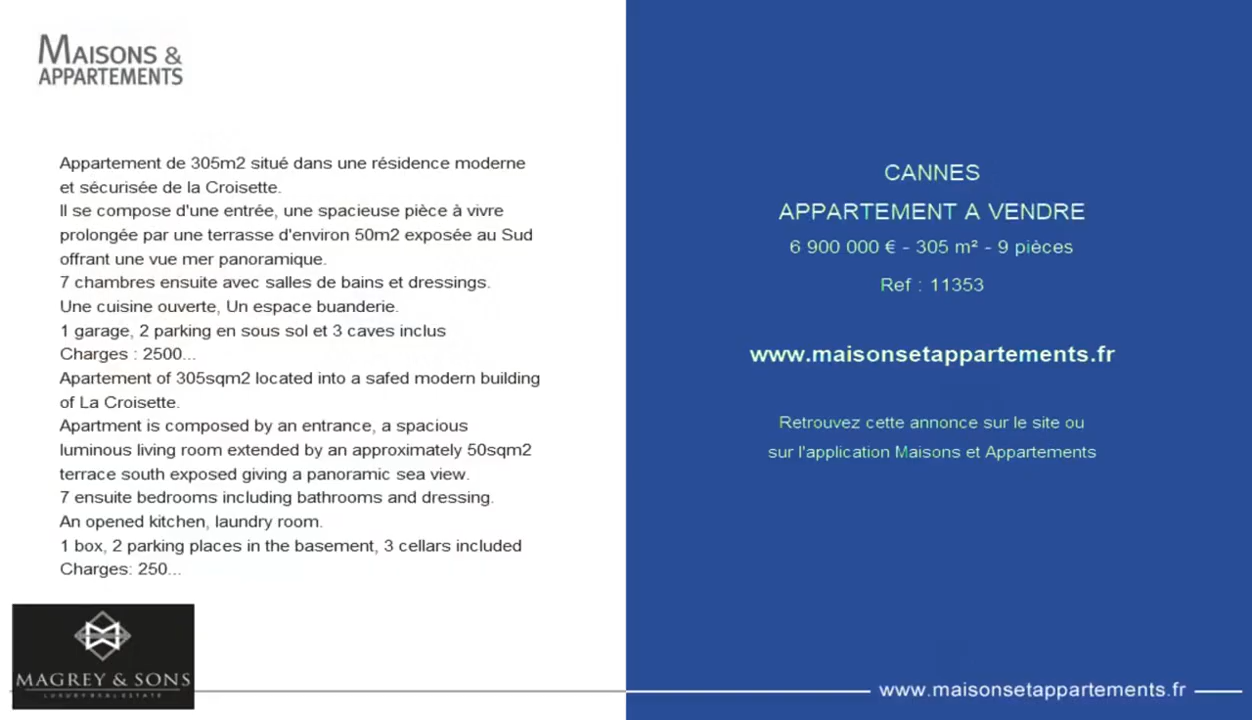 MAISONS &
APPARTEMENTS
Appartement de 305m2 situé dans une résidence moderne
et sécurisée de la Croisette.
Il se compose d'une entrée, une spacieuse pièce à vivre
prolongée par une terrasse d'environ 50m2 exposée au Sud
offrant une vue mer panoramique.
7 chambres ensuite avec salles de bains et dressings.
Une cuisine ouverte, Un espace buanderie.
1 garage, 2 parking en sous sol et 3 caves inclus
Charges : 2500...
Apartement of 305sqm2 located into a safed modern building
of La Croisette.
Apartment is composed by an entrance, a spacious
luminous living room extended by an approximately 50sqm2
terrace south exposed giving a panoramic sea view.
7 ensuite bedrooms including bathrooms and dressing.
An opened kitchen, laundry room.
1 box, 2 parking places in the basement, 3 cellars included
Charges: 250...
MAGREY & SONS
LUXURY REAL ESTATE
CANNES
APPARTEMENT A VENDRE
6 900 000 € - 305 m² - 9 pièces
Ref : 11353
www.maisonsetappartements.fr
Retrouvez cette annonce sur le site ou
sur l'application Maisons et Appartements
www.maisonsetappartements.fr